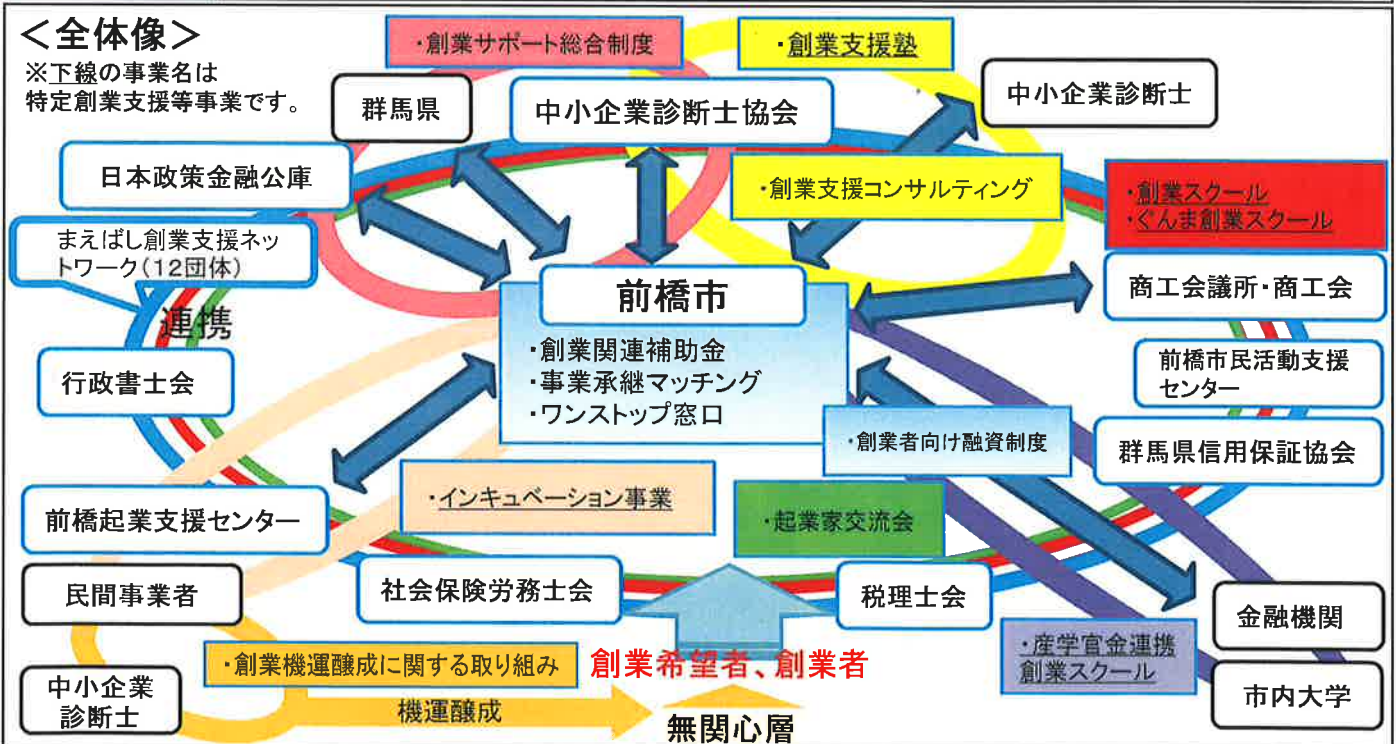 ＜全体像＞
※下線の事業名は
特定創業支援等事業です。
・創業サポート総合制度
・創業支援塾
群馬県
中小企業診断士協会
中小企業診断士
日本政策金融公庫
・創業支援コンサルティング
・創業スクール
・ぐんま創業スクール
まえばし創業支援ネッ
トワーク(12団体)
連携
前橋市
・創業関連補助金
・事業承継マッチング
・ワンストップ窓口
商工会議所・商工会
行政書士会
前橋市民活動支援
センター
・創業者向け融資制度
群馬県信用保証協会
前橋起業支援センター
・インキュベーション事業
・起業家交流会
民間事業者
社会保険労務士会
税理士会
金融機関
・創業機運醸成に関する取り組み
創業希望者、創業者
・産学官金連携
創業スクール
中小企業
診断士
機運醸成
無関心層
市内大学